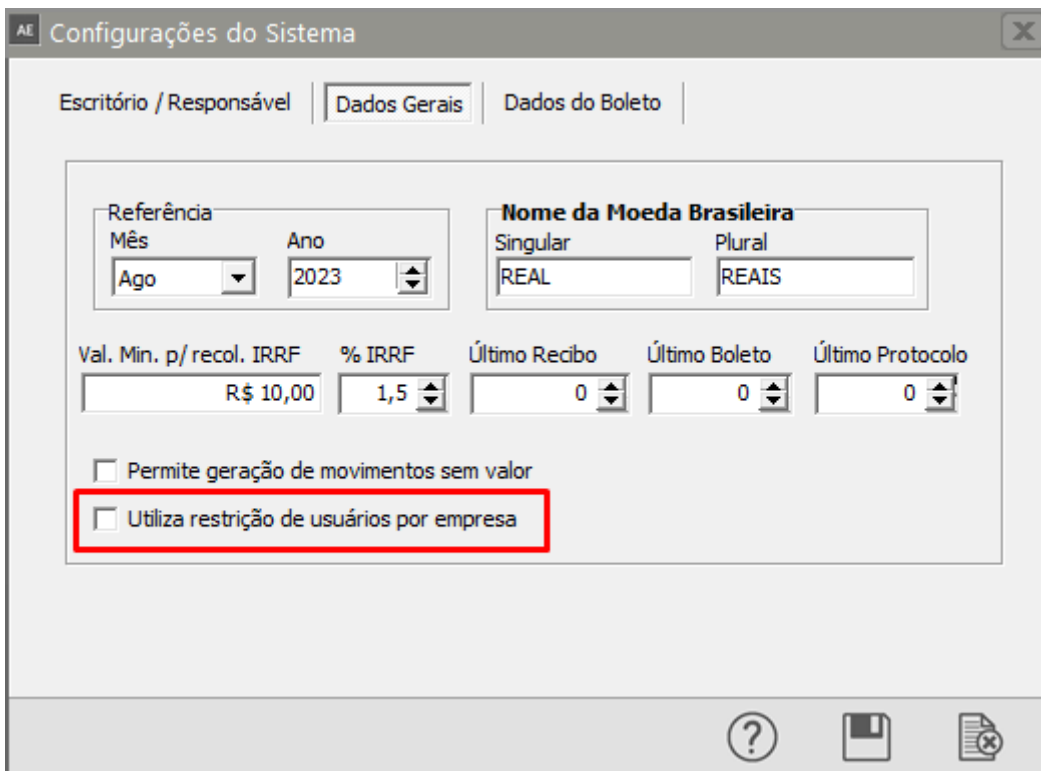 AE Configurações do Sistema
Escritório / Responsável Dados Gerais Dados do Boleto
Referência Nome da Moeda Brasileira
Mês Ano Singular Plural
Ago 2023 REAL REAIS
Val. Min. p/ recol. IRRF % IRRF Último Recibo Último Boleto Último Protocolo
R$ 10,00 1,5 0 0 0
Permite geração de movimentos sem valor
Utiliza restrição de usuários por empresa
?